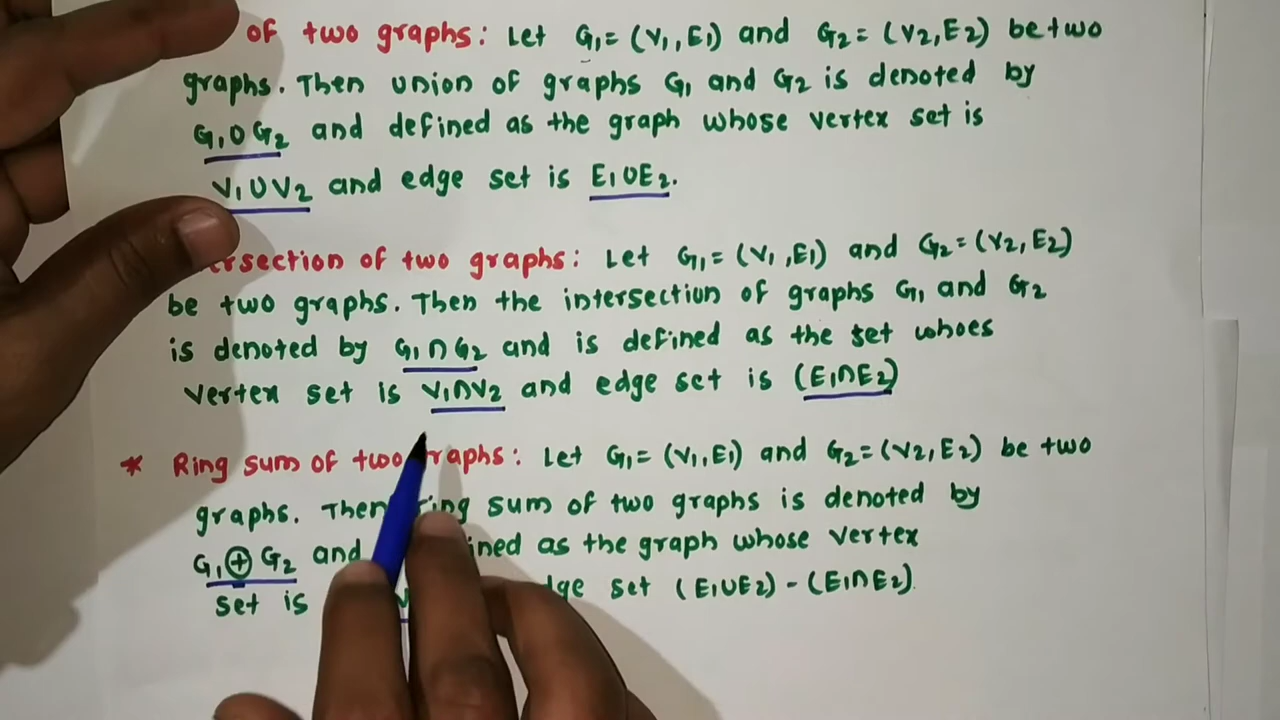 of two graphs: Let G₁= (V₁,E₁) and G₂= (V₂,E₂) be two
graphs. Then union of graphs G₁ and G₂ is denoted by
G₁∪G₂ and defined as the graph whose vertex set is
V₁∪V₂ and edge set is E₁∪E₂.
ersection of two graphs: Let G₁= (V₁,E₁) and G₂= (V₂,E₂)
be two graphs. Then the intersection of graphs G₁ and G₂
is denoted by G₁∩G₂ and is defined as the set whoes
vertex set is V₁∩V₂ and edge set is (E₁∩E₂)
* Ring sum of two graphs: Let G₁= (V₁,E₁) and G₂= (V₂,E₂) be two
graphs. Then ring sum of two graphs is denoted by
G₁⊕G₂ and ined as the graph whose vertex
set is dge set (E₁∪E₂) - (E₁∩E₂).